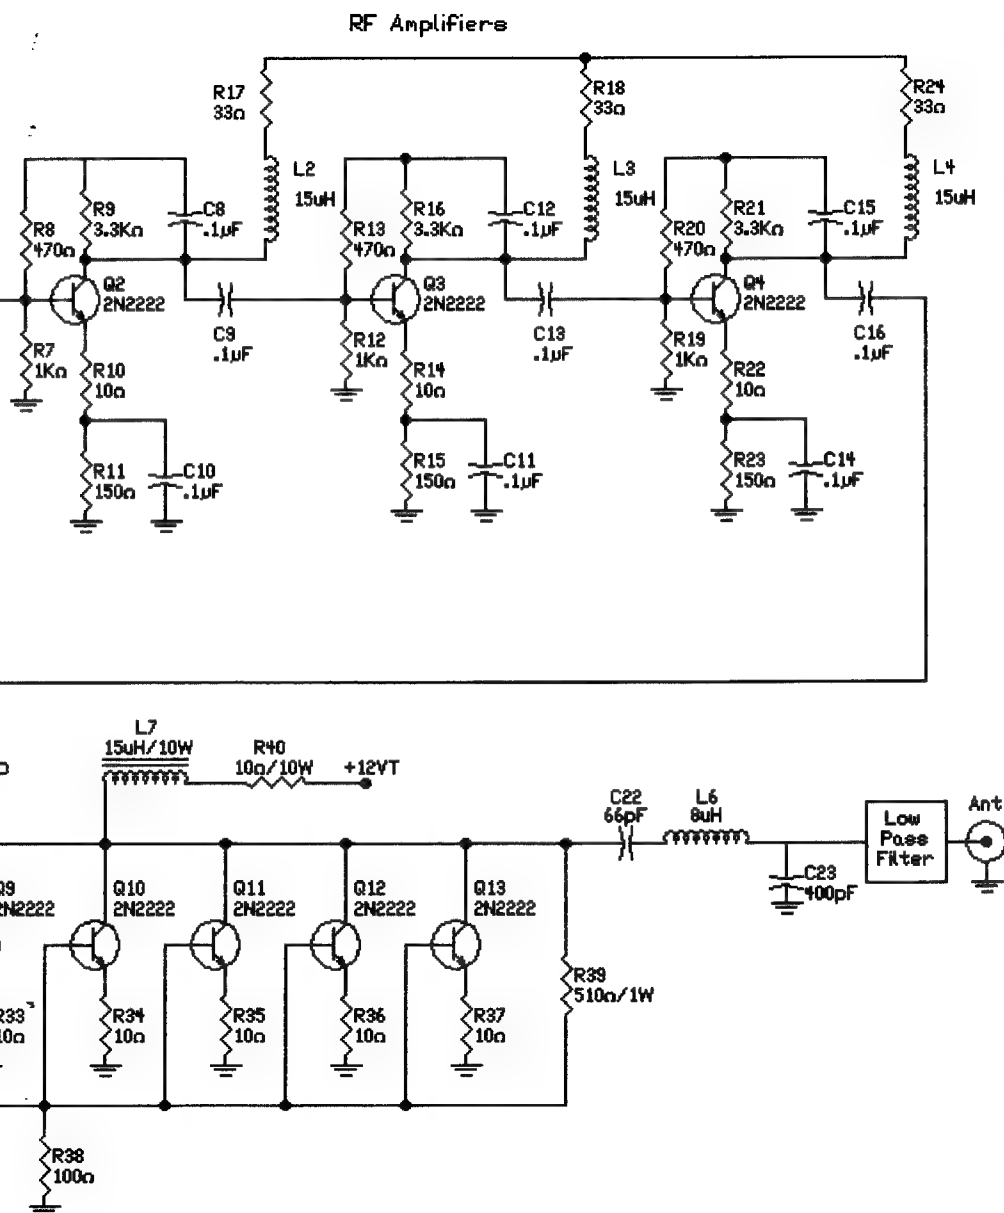 RF Amplifiers
R17
33Ω
R18
33Ω
R24
33Ω
L2
15uH
L3
15uH
L4
15uH
R8
470Ω
R9
3.3KΩ
C8
.1µF
R13
470Ω
R16
3.3KΩ
C12
.1µF
R20
470Ω
R21
3.3KΩ
C15
.1µF
Q2
2N2222
Q3
2N2222
Q4
2N2222
R7
1KΩ
C9
.1µF
R12
1KΩ
C13
.1µF
R19
1KΩ
C16
.1µF
R10
10Ω
R14
10Ω
R22
10Ω
R11
150Ω
C10
.1µF
R15
150Ω
C11
.1µF
R23
150Ω
C14
.1µF
L7
15uH/10W
R40
10Ω/10W
+12VT
C22
66pF
L6
8uH
Low
Pass
Filter
Ant
C23
400pF
Q9
2N2222
Q10
2N2222
Q11
2N2222
Q12
2N2222
Q13
2N2222
R39
510Ω/1W
R33
10Ω
R34
10Ω
R35
10Ω
R36
10Ω
R37
10Ω
R38
100Ω